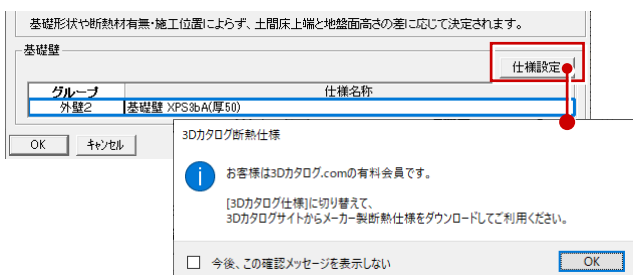 基礎形状や断熱材有無・施工位置によらず、土間床上端と地盤面高さの差に応じて決定されます。
基礎壁
仕様設定
グループ 仕様名称
外壁2 基礎壁 XPS3bA(厚50)
OK キャンセル
3Dカタログ断熱仕様
お客様は3Dカタログ.comの有料会員です。
[3Dカタログ仕様]に切り替えて、
3Dカタログサイトからメーカー製断熱仕様をダウンロードしてご利用ください。
今後、この確認メッセージを表示しない OK